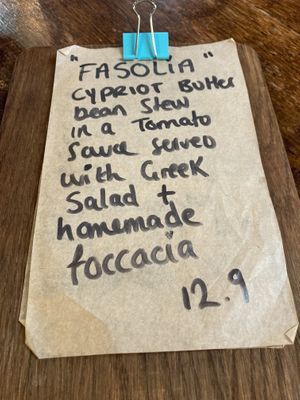 "FASOLIA"
CYPRIOT Butter
bean Stew
in a Tomato
Sauce served
with Greek
Salad +
homemade
foccacia
12.9